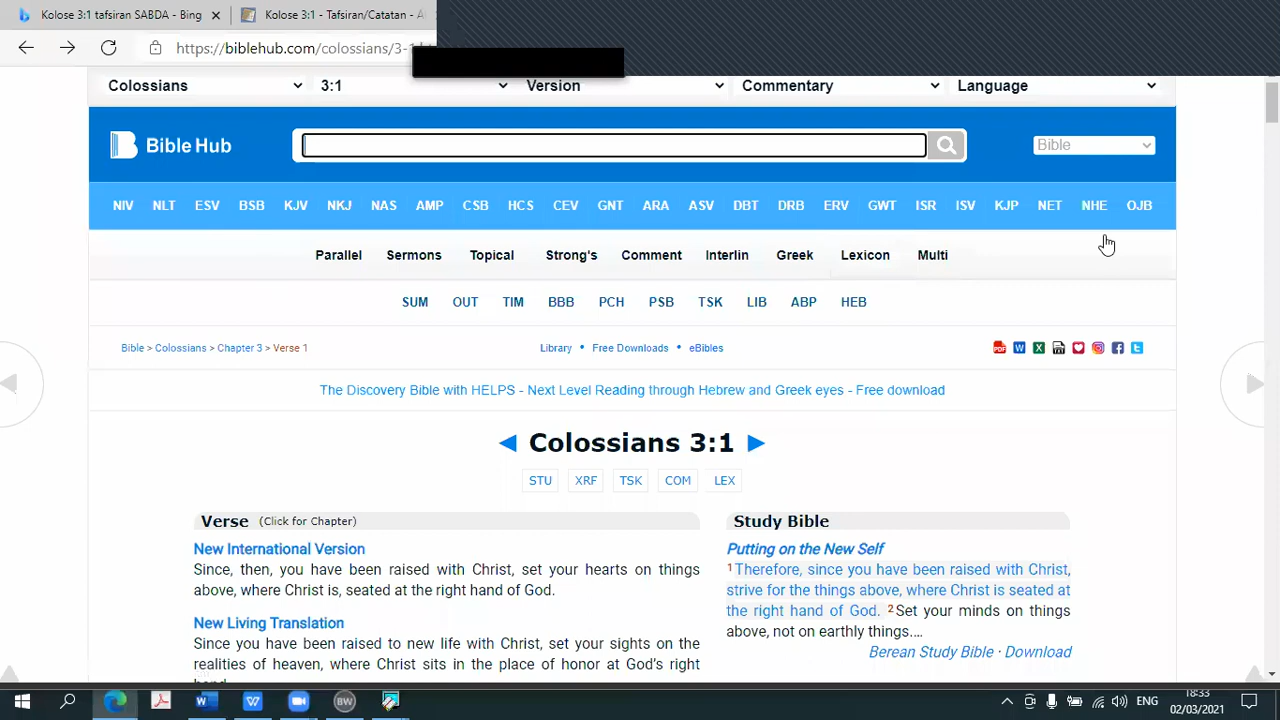 Kolose 3:1 tafsiran SABDA - Bing
Kolose 3:1 - Tafsiran/Catatan - Al
https://biblehub.com/colossians/3-1
Colossians 3:1 Version Commentary Language
Bible Hub Bible
NIV NLT ESV BSB KJV NKJ NAS AMP CSB HCS CEV GNT ARA ASV DBT DRB ERV GWT ISR ISV KJP NET NHE OJB
Parallel Sermons Topical Strong's Comment Interlin Greek Lexicon Multi
SUM OUT TIM BBB PCH PSB TSK LIB ABP HEB
Bible > Colossians > Chapter 3 > Verse 1
Library • Free Downloads • eBibles
The Discovery Bible with HELPS - Next Level Reading through Hebrew and Greek eyes - Free download
◄ Colossians 3:1 ►
STU XRF TSK COM LEX
Verse (Click for Chapter)
New International Version
Since, then, you have been raised with Christ, set your hearts on things
above, where Christ is, seated at the right hand of God.
New Living Translation
Since you have been raised to new life with Christ, set your sights on the
realities of heaven, where Christ sits in the place of honor at God's right
Study Bible
Putting on the New Self
1Therefore, since you have been raised with Christ,
strive for the things above, where Christ is seated at
the right hand of God. 2Set your minds on things
above, not on earthly things.…
Berean Study Bible · Download
BW
ENG
18:33
02/03/2021